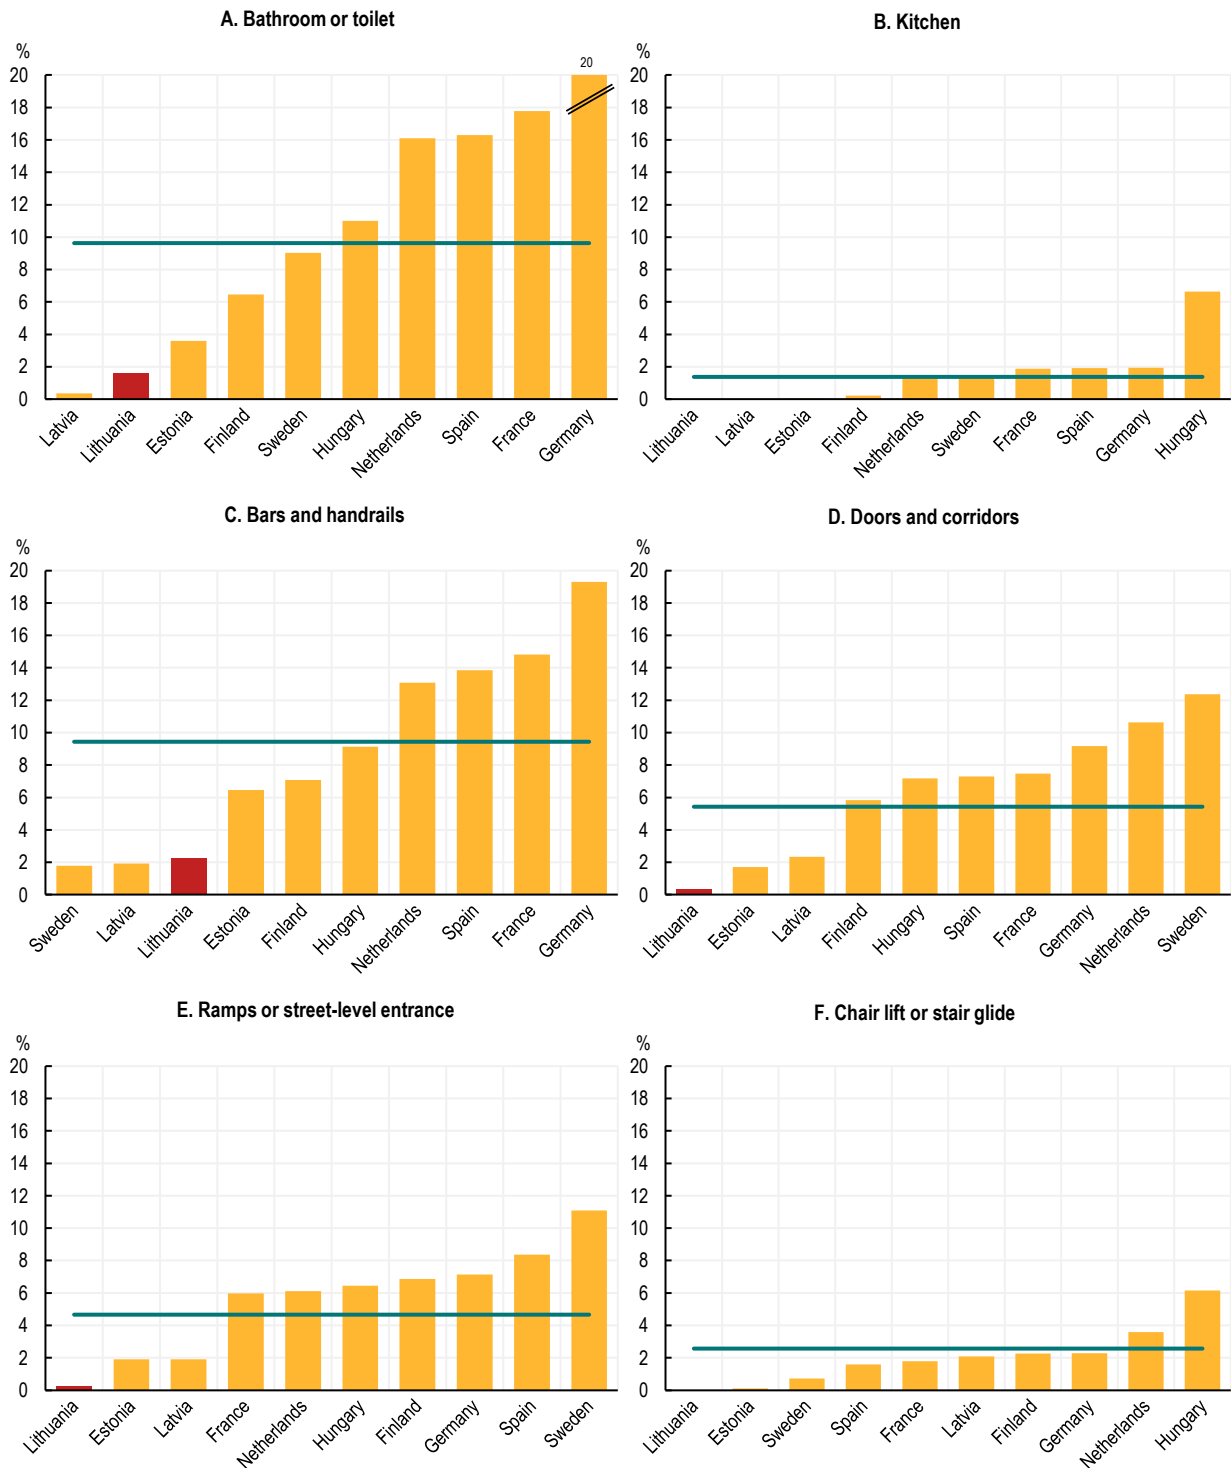 A. Bathroom or toilet
%
20
20
18
16
14
12
10
8
6
4
2
0
Latvia
Lithuania
Estonia
Finland
Sweden
Hungary
Netherlands
Spain
France
Germany
B. Kitchen
%
20
18
16
14
12
10
8
6
4
2
0
Lithuania
Latvia
Estonia
Finland
Netherlands
Sweden
France
Spain
Germany
Hungary
C. Bars and handrails
%
20
18
16
14
12
10
8
6
4
2
0
Sweden
Latvia
Lithuania
Estonia
Finland
Hungary
Netherlands
Spain
France
Germany
D. Doors and corridors
%
20
18
16
14
12
10
8
6
4
2
0
Lithuania
Estonia
Latvia
Finland
Hungary
Spain
France
Germany
Netherlands
Sweden
E. Ramps or street-level entrance
%
20
18
16
14
12
10
8
6
4
2
0
Lithuania
Estonia
Latvia
France
Netherlands
Hungary
Finland
Germany
Spain
Sweden
F. Chair lift or stair glide
%
20
18
16
14
12
10
8
6
4
2
0
Lithuania
Estonia
Sweden
Spain
France
Latvia
Finland
Germany
Netherlands
Hungary